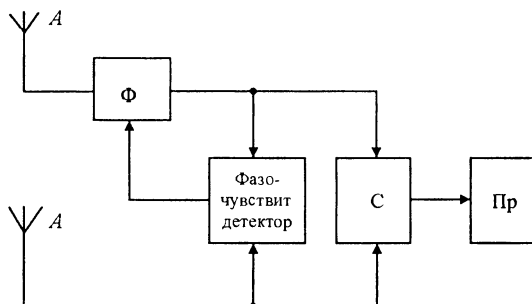 А
Ф
Фазо-
чувствит
детектор
С
Пр
А